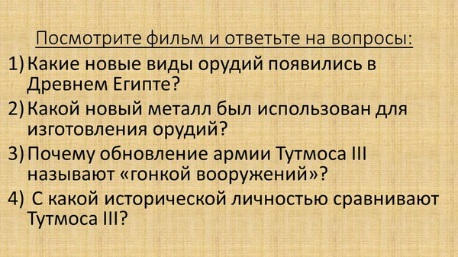 Посмотрите фильм и ответьте на вопросы:
1) Какие новые виды орудий появились в
Древнем Египте?
2) Какой новый металл был использован для
изготовления орудий?
3) Почему обновление армии Тутмоса III
называют «гонкой вооружений»?
4) С какой исторической личностью сравнивают
Тутмоса III?